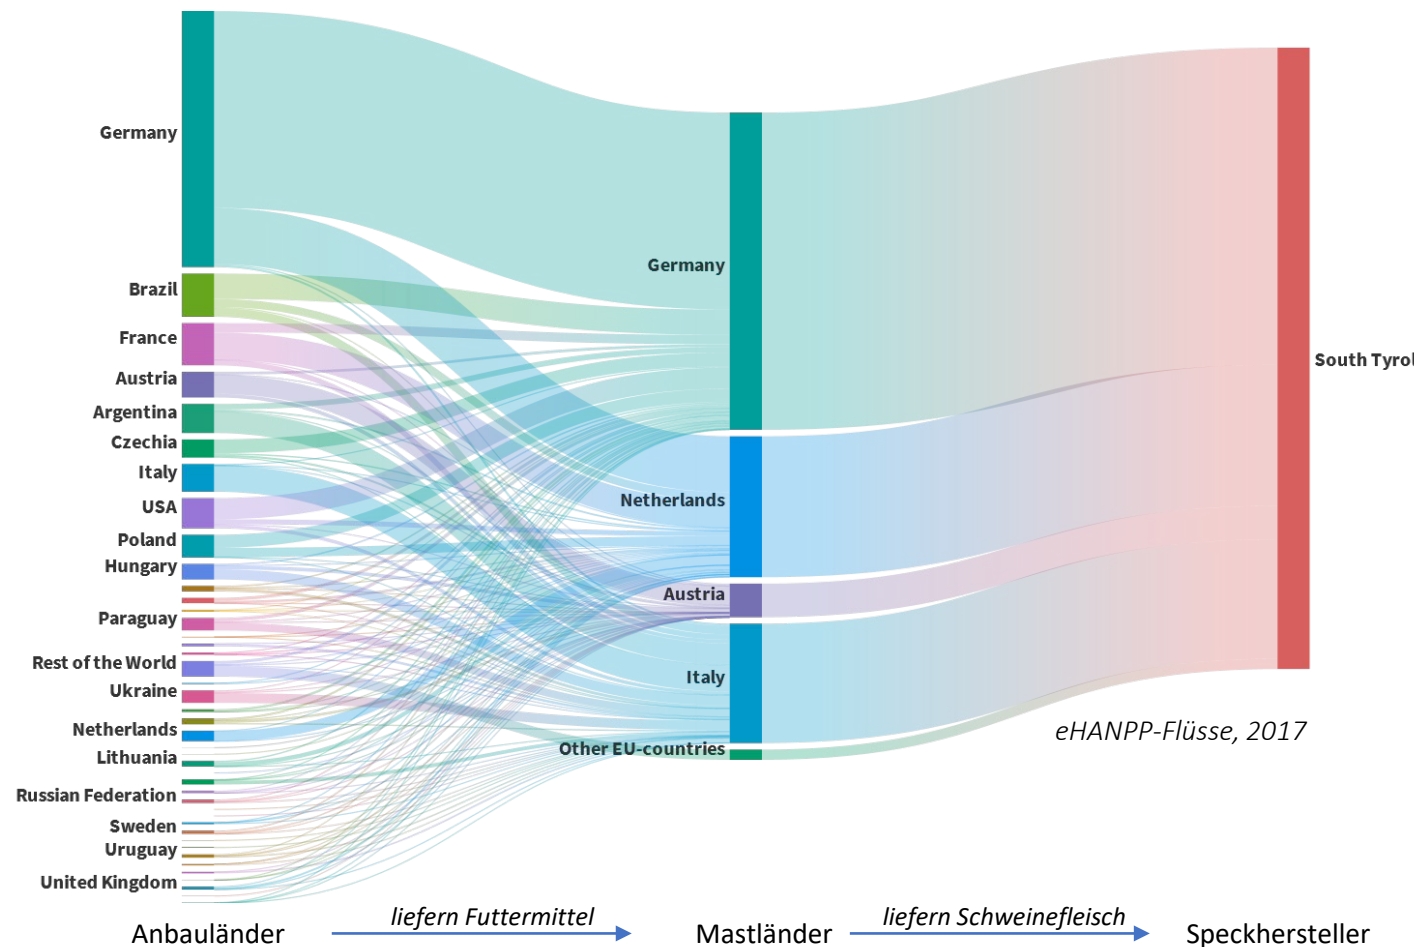 Germany
Brazil
France
Austria
Argentina
Czechia
Italy
USA
Poland
Hungary
Paraguay
Rest of the World
Ukraine
Netherlands
Lithuania
Russian Federation
Sweden
Uruguay
United Kingdom
Germany
Netherlands
Austria
Italy
Other EU-countries
South Tyrol
eHANPP-Flüsse, 2017
Anbauländer
liefern Futtermittel
Mastländer
liefern Schweinefleisch
Speckhersteller